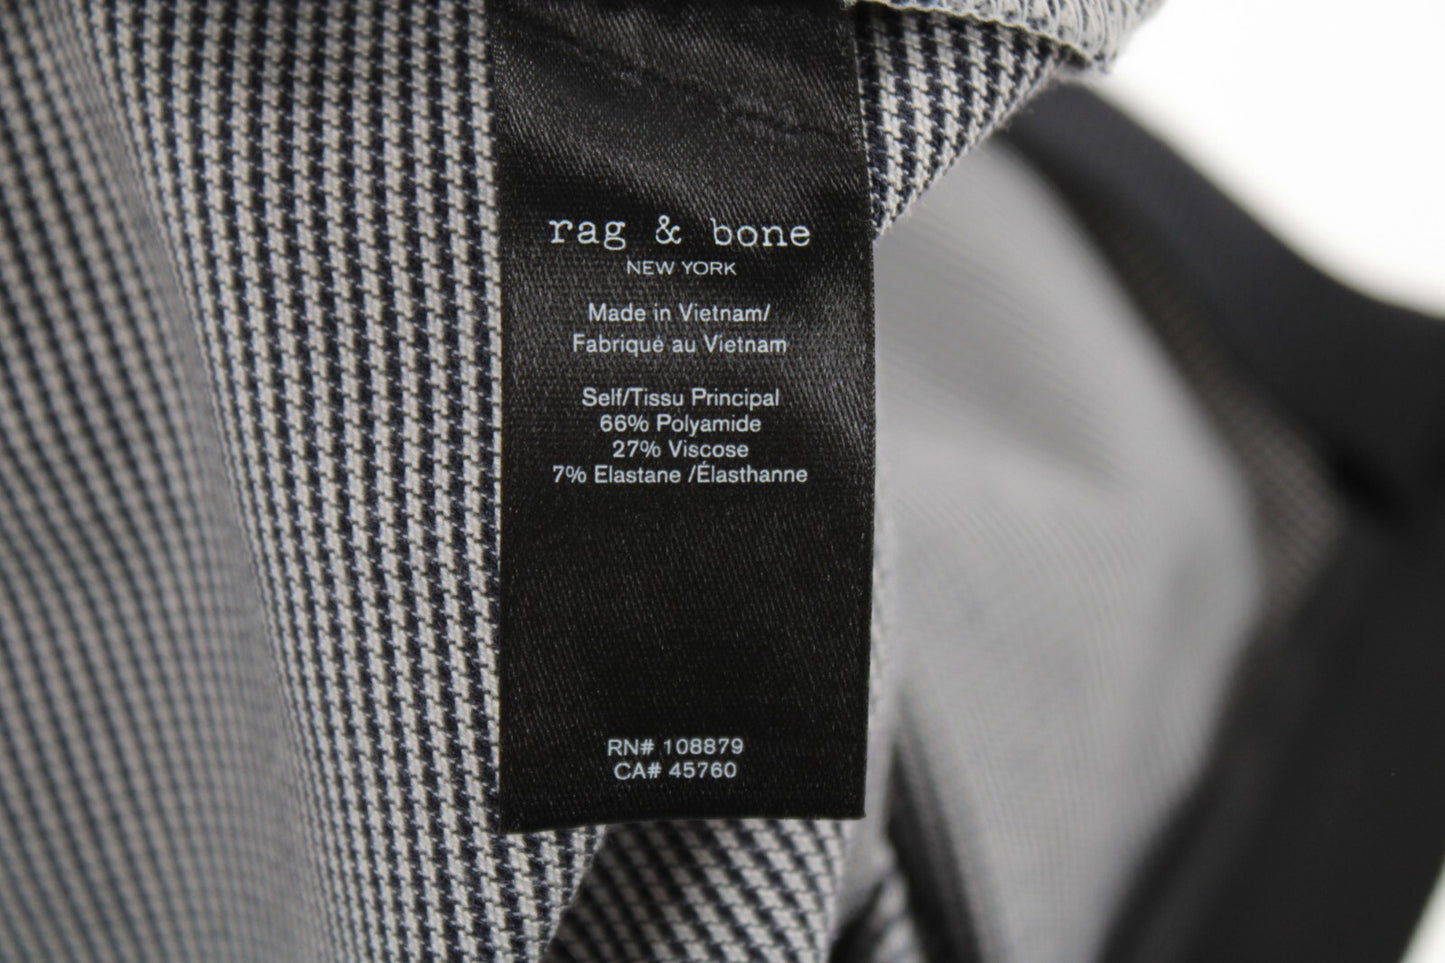 rag & bone
NEW YORK
Made in Vietnam/
Fabriqué au Vietnam
Self/Tissu Principal
66% Polyamide
27% Viscose
7% Elastane /Élasthanne
RN# 108879
CA# 45760